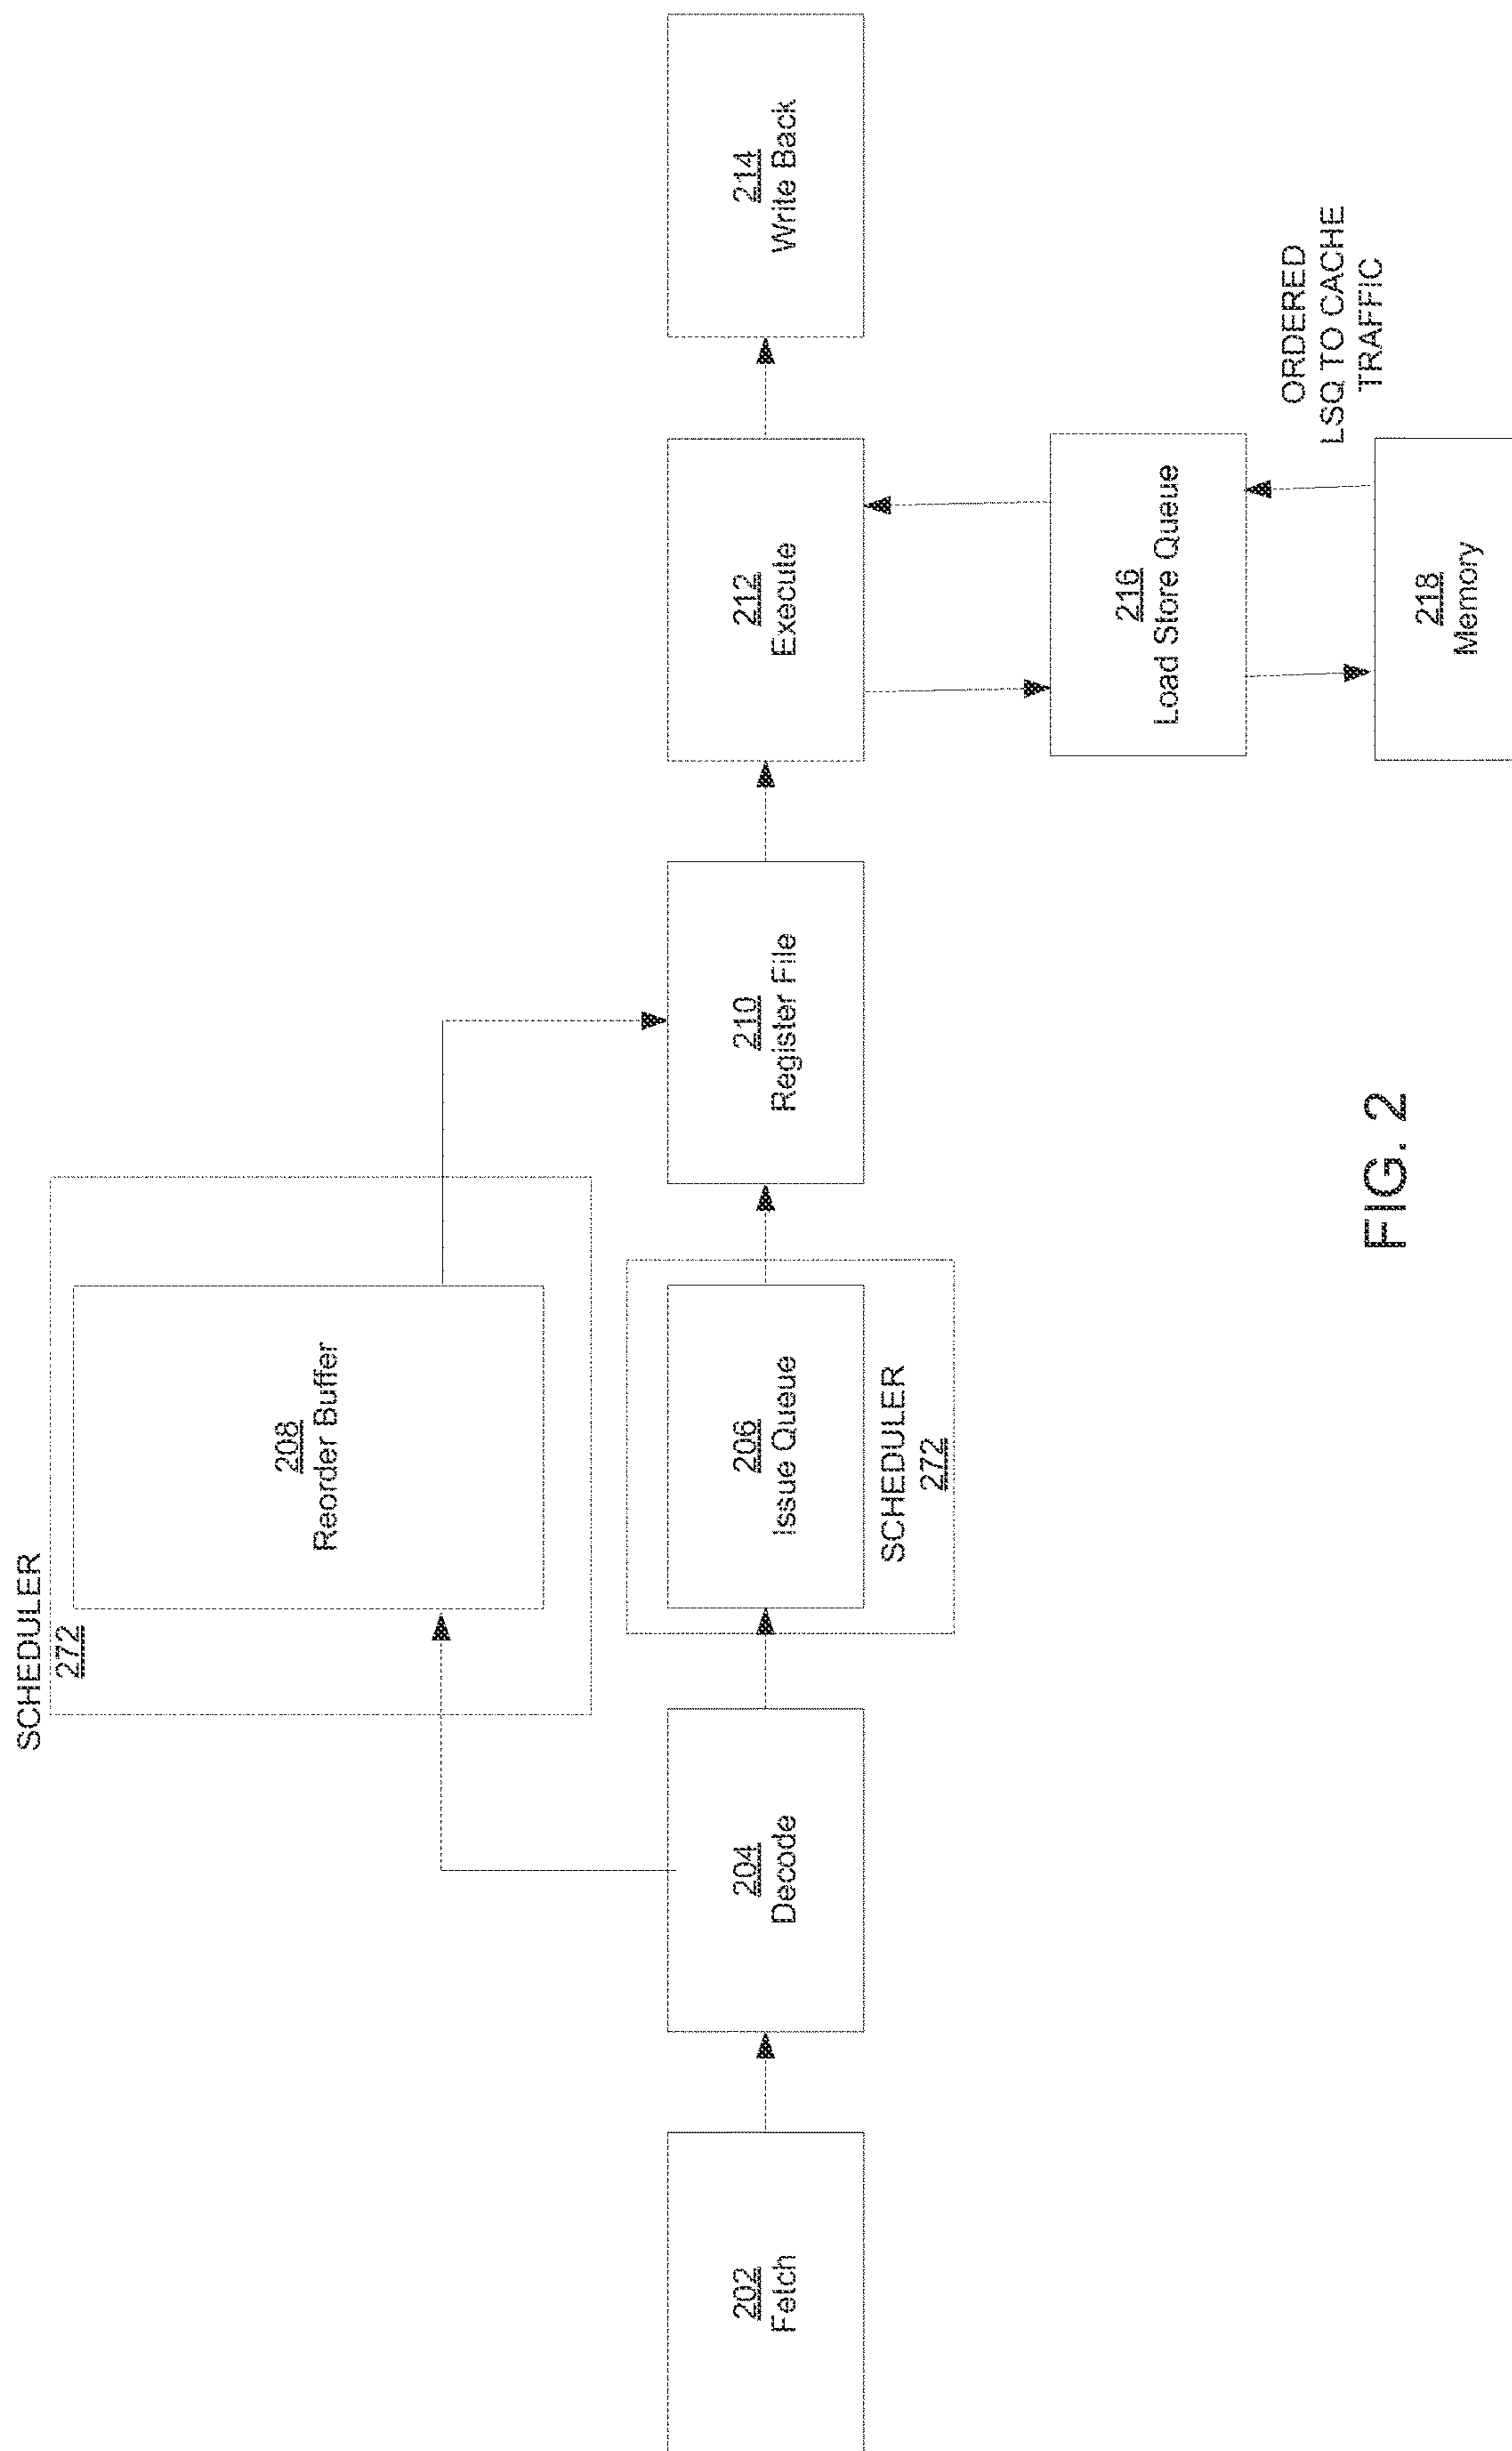 SCHEDULER
272
208
Reorder Buffer
202
Fetch
204
Decode
206
Issue Queue
SCHEDULER
272
210
Register File
212
Execute
214
Write Back
216
Load Store Queue
ORDERED
LSQ TO CACHE
TRAFFIC
218
Memory
FIG. 2